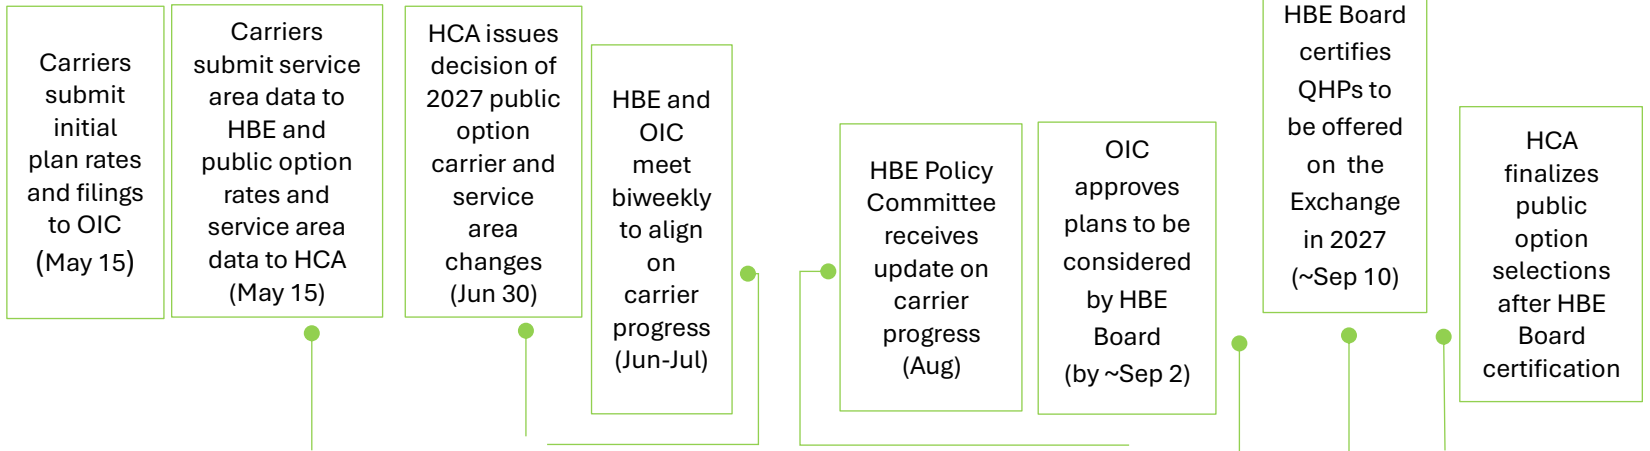 Carriers
submit
initial
plan rates
and filings
to OIC
(May 15)
Carriers
submit service
area data to
HBE and
public option
rates and
service area
data to HCA
(May 15)
HCA issues
decision of
2027 public
option
carrier and
service
area
changes
(Jun 30)
HBE and
OIC
meet
biweekly
to align
on
carrier
progress
(Jun-Jul)
HBE Policy
Committee
receives
update on
carrier
progress
(Aug)
OIC
approves
plans to be
considered
by HBE
Board
(by ~Sep 2)
HBE Board
certifies
QHPs to
be offered
on the
Exchange
in 2027
(~Sep 10)
HCA
finalizes
public
option
selections
after HBE
Board
certification